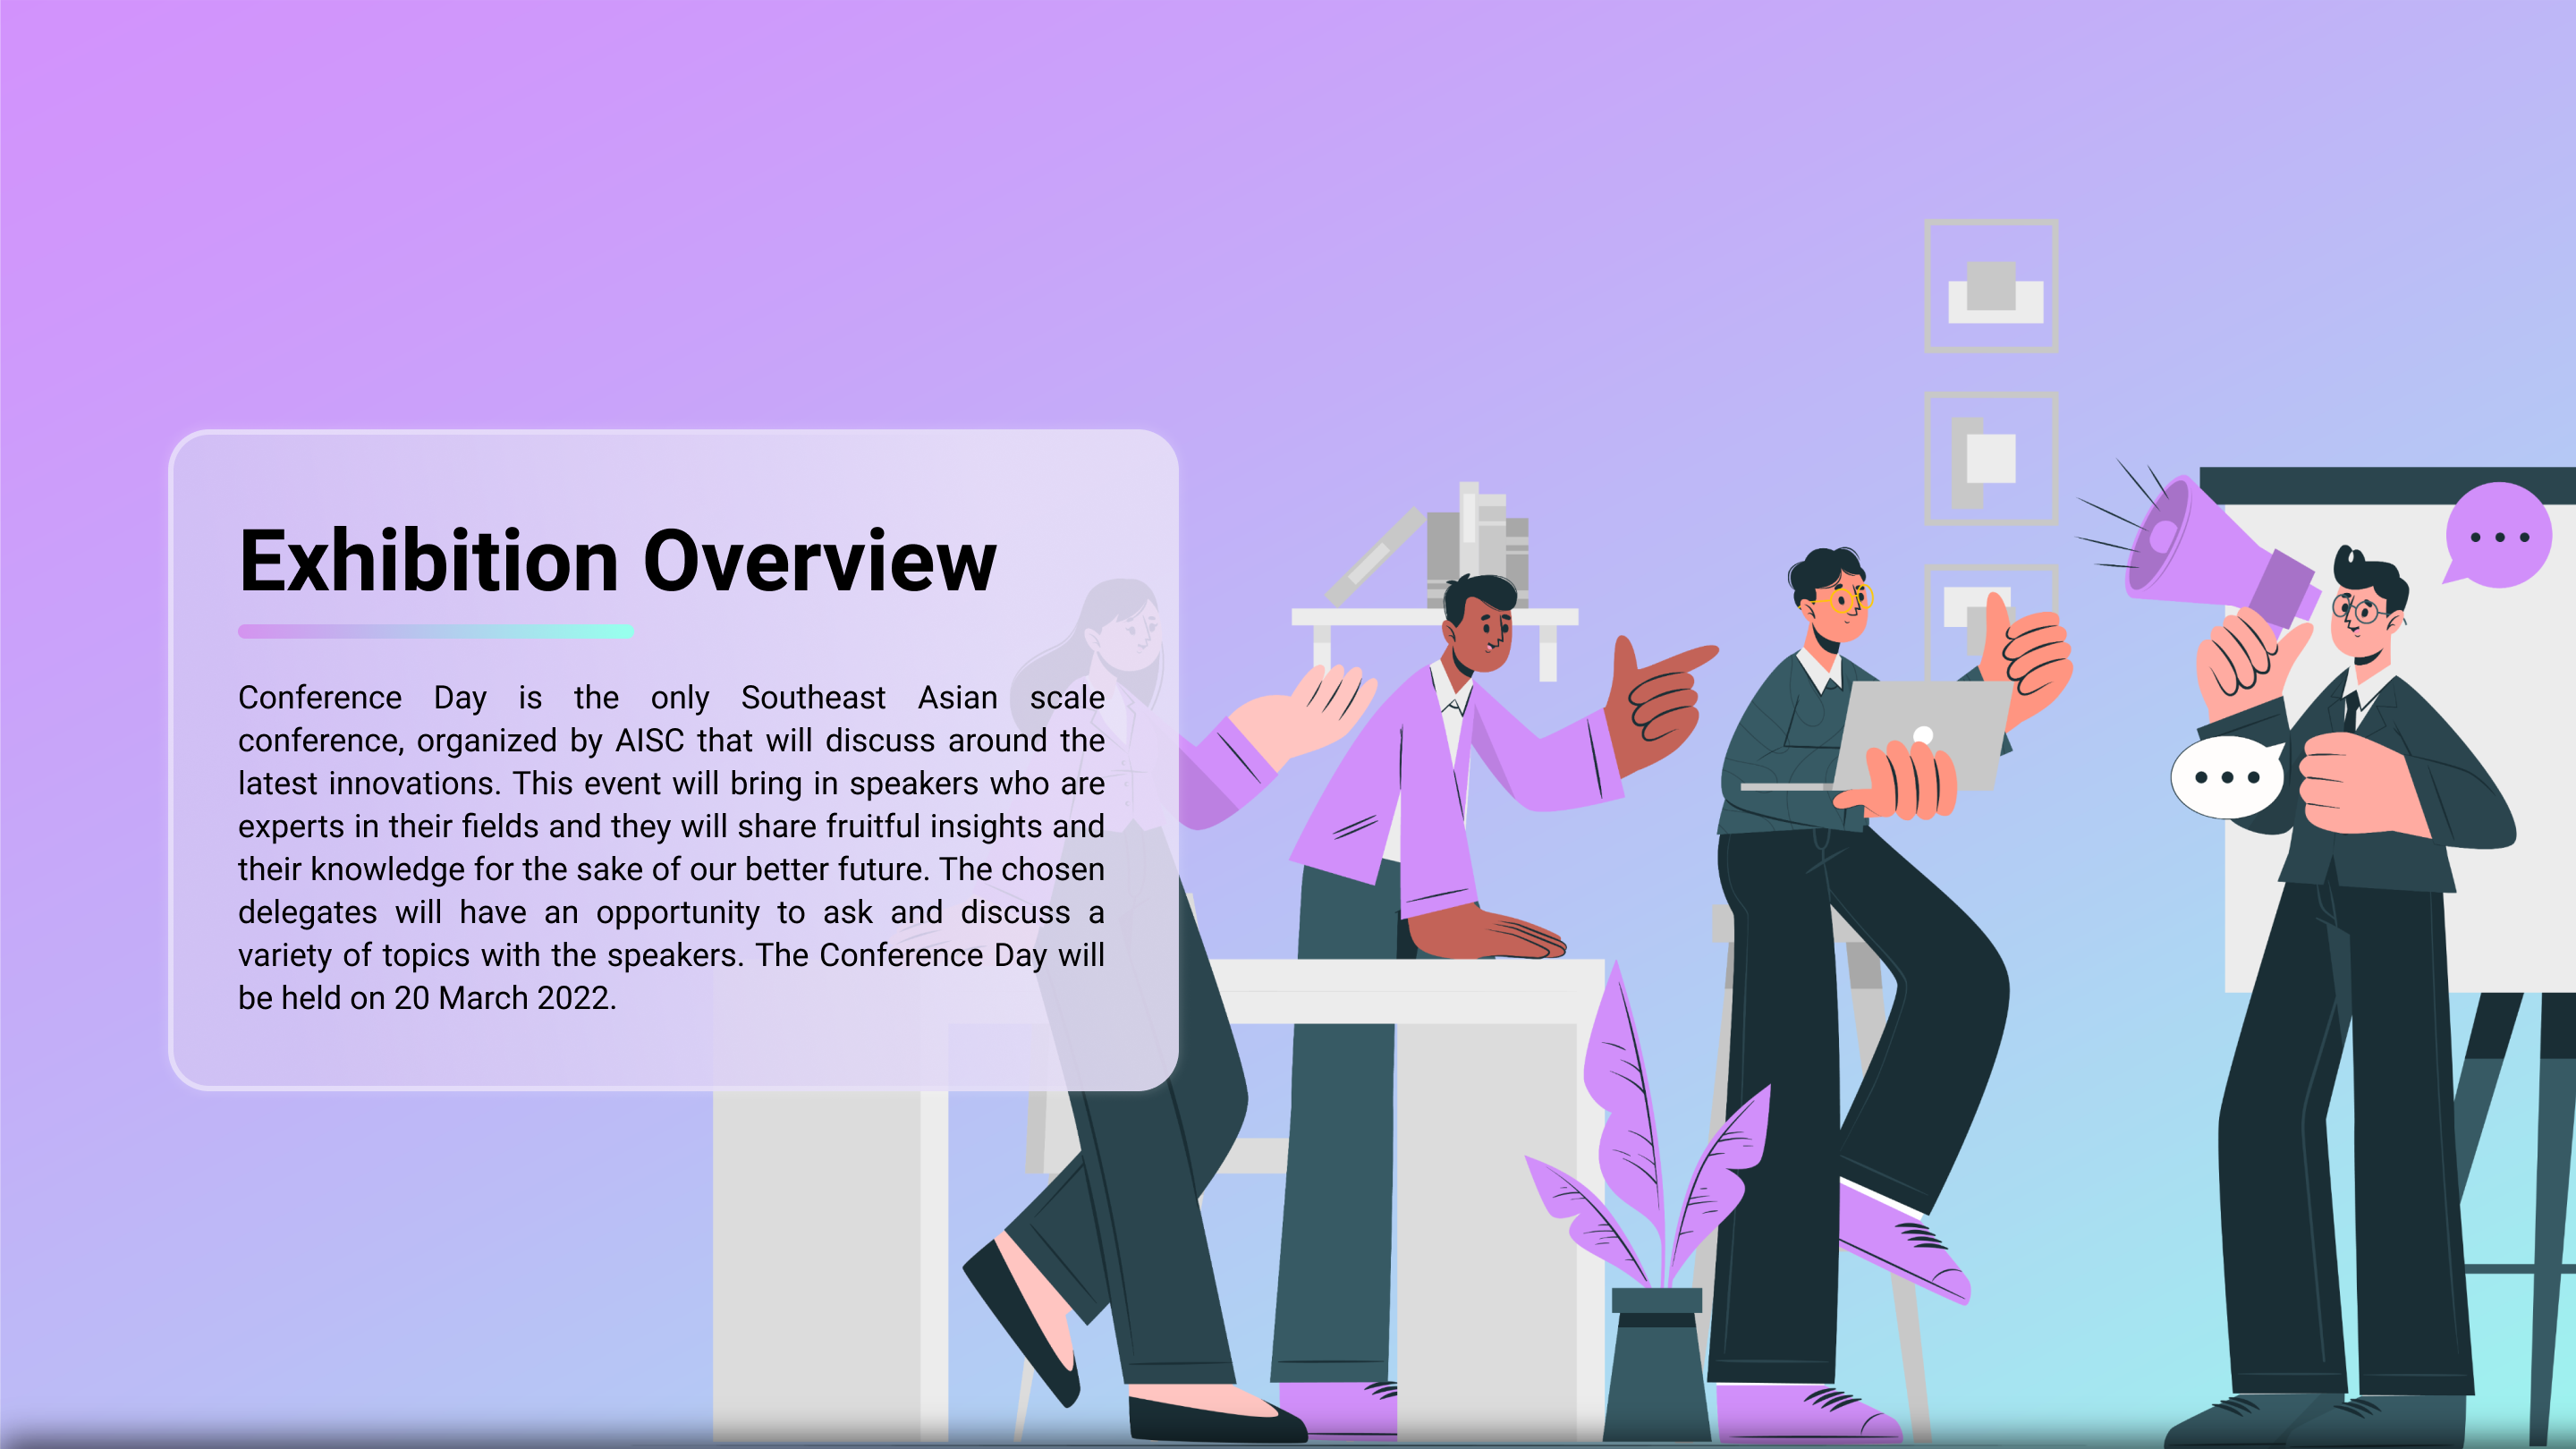 Exhibition Overview
Conference Day is the only Southeast Asian scale
conference, organized by AISC that will discuss around the
latest innovations. This event will bring in speakers who are
experts in their fields and they will share fruitful insights and
their knowledge for the sake of our better future. The chosen
delegates will have an opportunity to ask and discuss a
variety of topics with the speakers. The Conference Day will
be held on 20 March 2022.